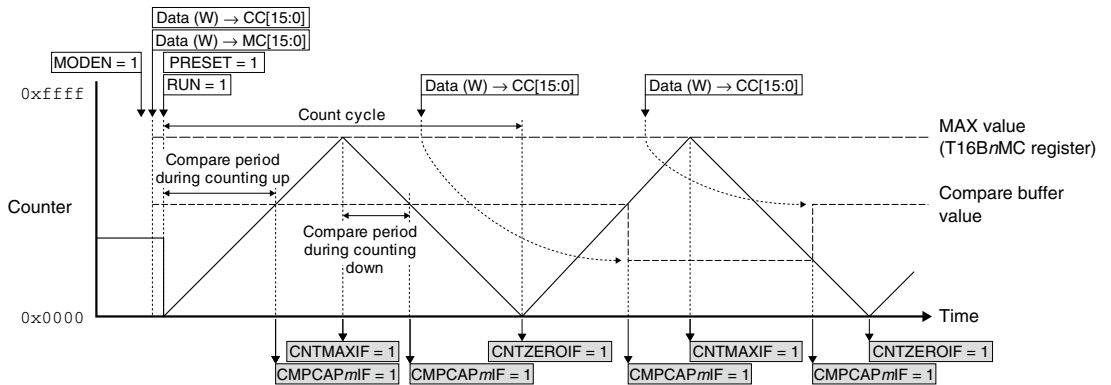 Data (W) → CC[15:0]
Data (W) → MC[15:0]
MODEN = 1
PRESET = 1
RUN = 1
Data (W) → CC[15:0]
Data (W) → CC[15:0]
0xffff
Count cycle
MAX value
(T16BnMC register)
Compare period
during counting up
Compare buffer
value
Counter
Compare period
during counting
down
0x0000
Time
CNTMAXIF = 1
CNTZEROIF = 1
CNTMAXIF = 1
CNTZEROIF = 1
CMPCAPmIF = 1
CMPCAPmIF = 1
CMPCAPmIF = 1
CMPCAPmIF = 1